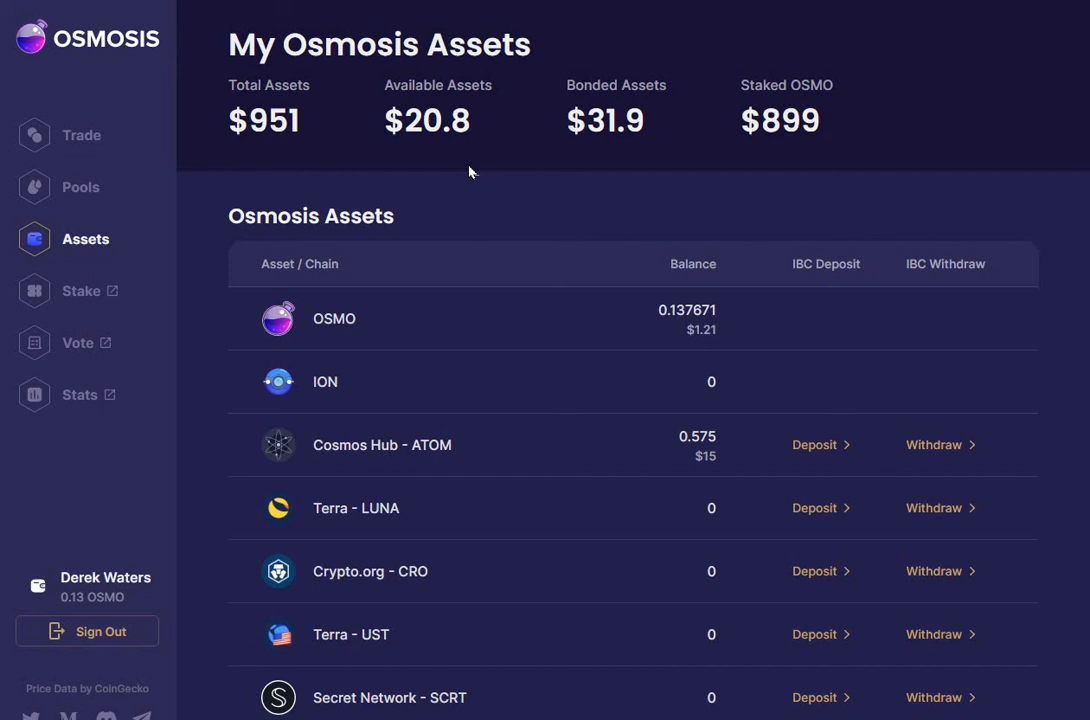 OSMOSIS
Trade
Pools
Assets
Stake
Vote
Stats
Derek Waters
0.13 OSMO
Sign Out
Price Data by CoinGecko
My Osmosis Assets
Total Assets Available Assets Bonded Assets Staked OSMO
$951 $20.8 $31.9 $899
Osmosis Assets
Asset / Chain Balance IBC Deposit IBC Withdraw
OSMO 0.137671
$1.21
ION 0
Cosmos Hub - ATOM 0.575 Deposit > Withdraw >
$15
Terra - LUNA 0 Deposit > Withdraw >
Crypto.org - CRO 0 Deposit > Withdraw >
Terra - UST 0 Deposit > Withdraw >
Secret Network - SCRT 0 Deposit > Withdraw >